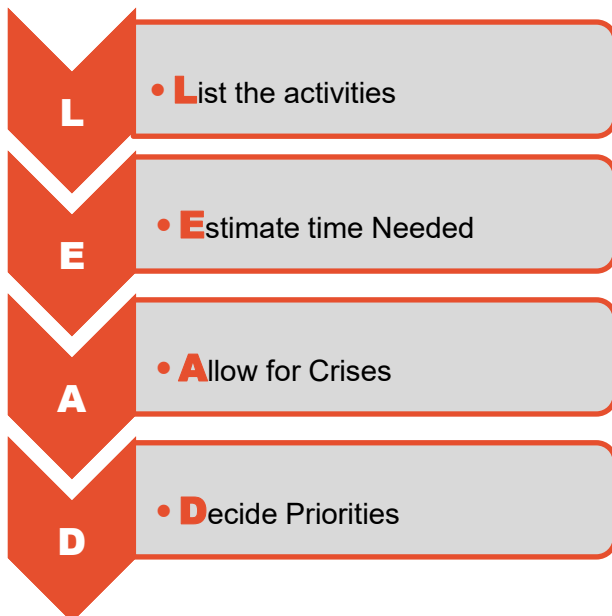 L
• List the activities
E
• Estimate time Needed
A
• Allow for Crises
D
• Decide Priorities